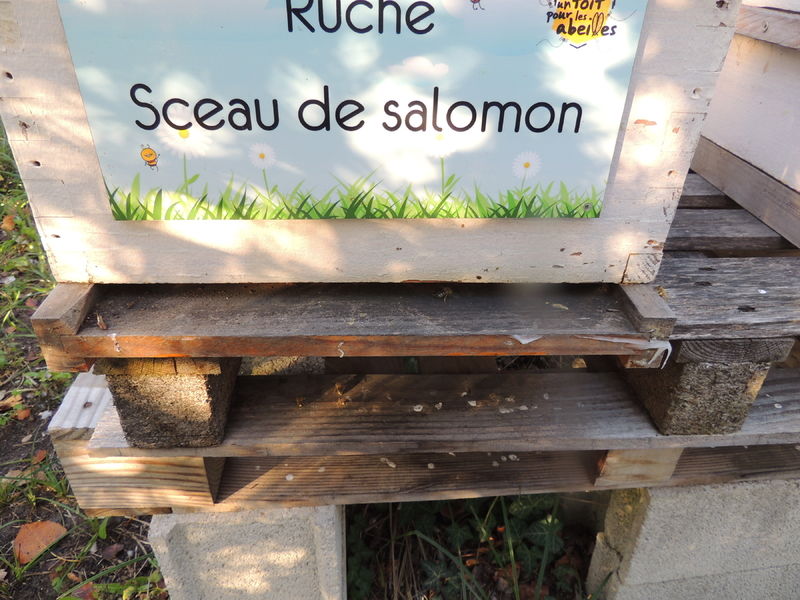 Ruche
un TOIT !
pour les
abeilles
Sceau de salomon